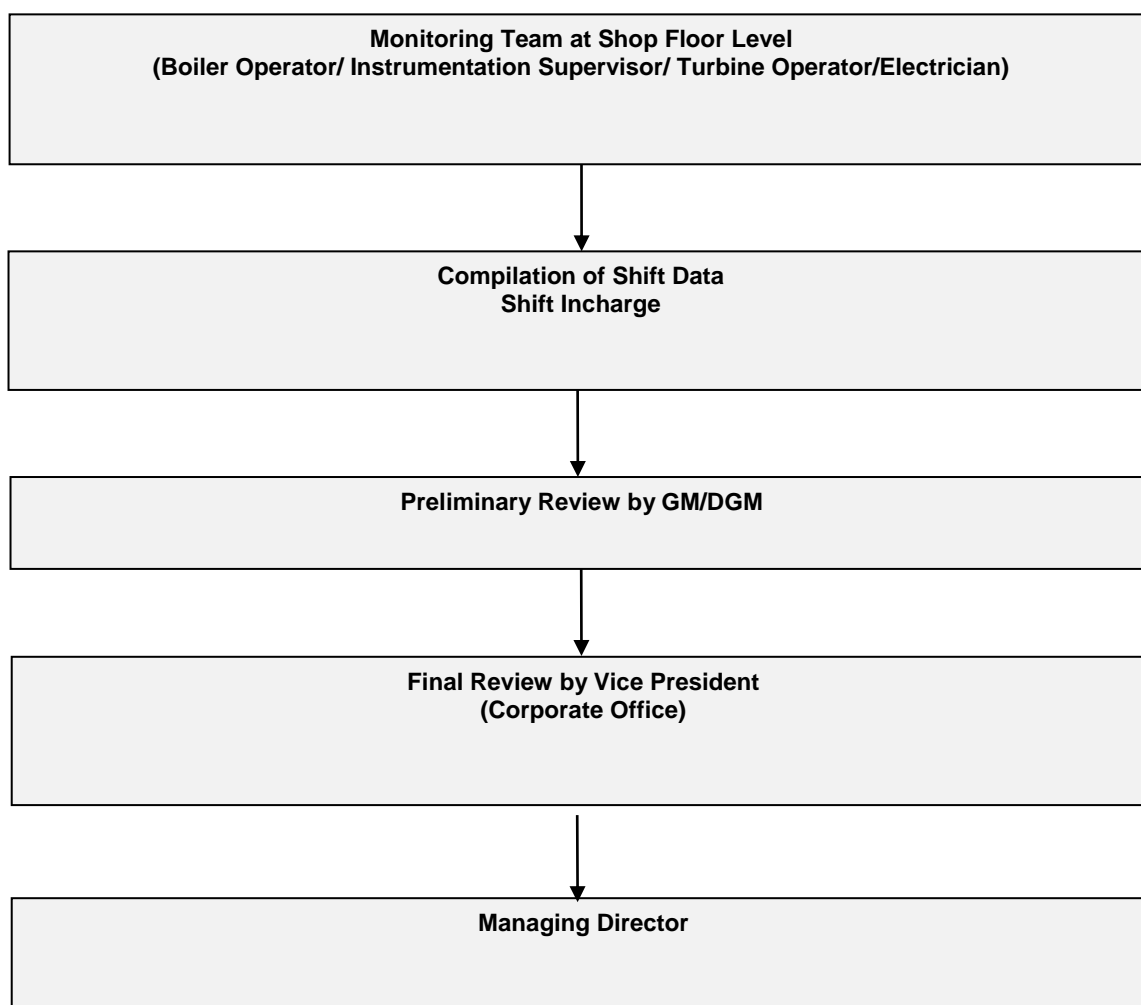 Monitoring Team at Shop Floor Level
(Boiler Operator/ Instrumentation Supervisor/ Turbine Operator/Electrician)
Compilation of Shift Data
Shift Incharge
Preliminary Review by GM/DGM
Final Review by Vice President
(Corporate Office)
Managing Director